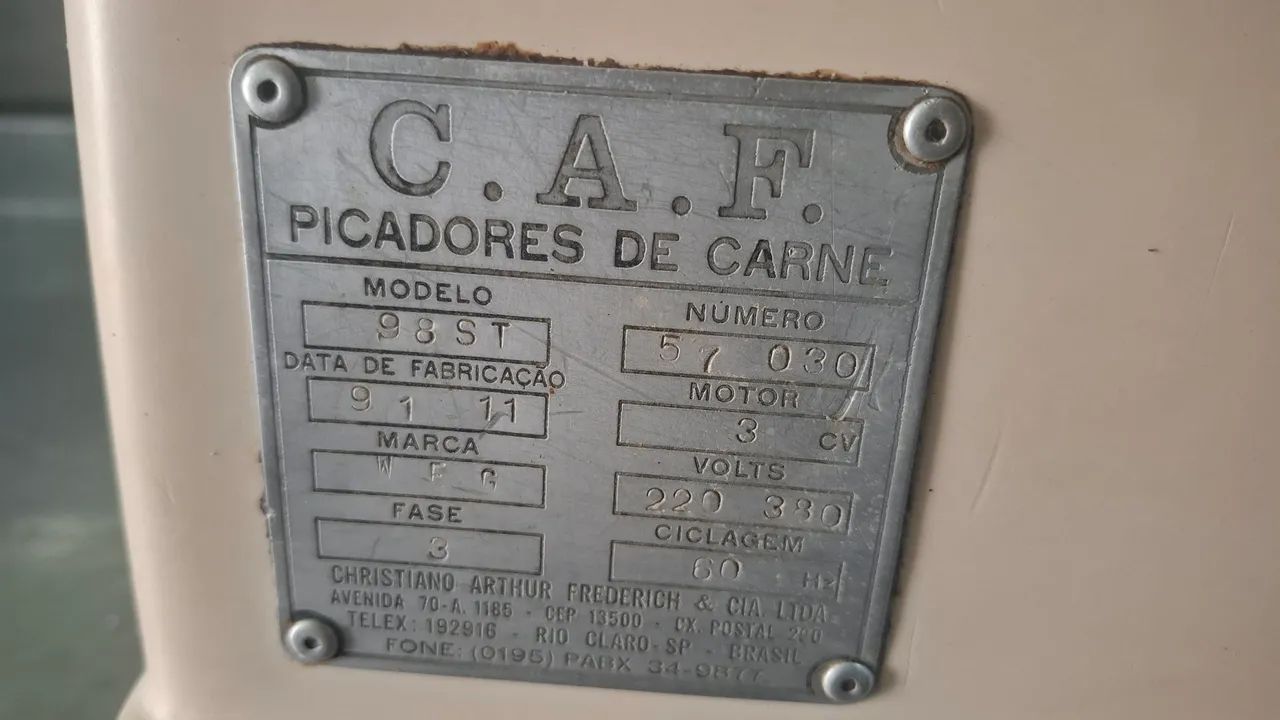 C.A.F.
PICADORES DE CARNE
MODELO
98ST
NÚMERO
57 030
DATA DE FABRICAÇÃO
91 11
MOTOR
3 CV
MARCA
WEG
VOLTS
220 380
FASE
3
CICLAGEM
60 Hz
CHRISTIANO ARTHUR FREDERICH & CIA. LTDA
AVENIDA 70-A, 1185 - CEP 13500 - CX. POSTAL 200
TELEX: 192916 - RIO CLARO-SP - BRASIL
FONE: (0195) PABX 34-9877